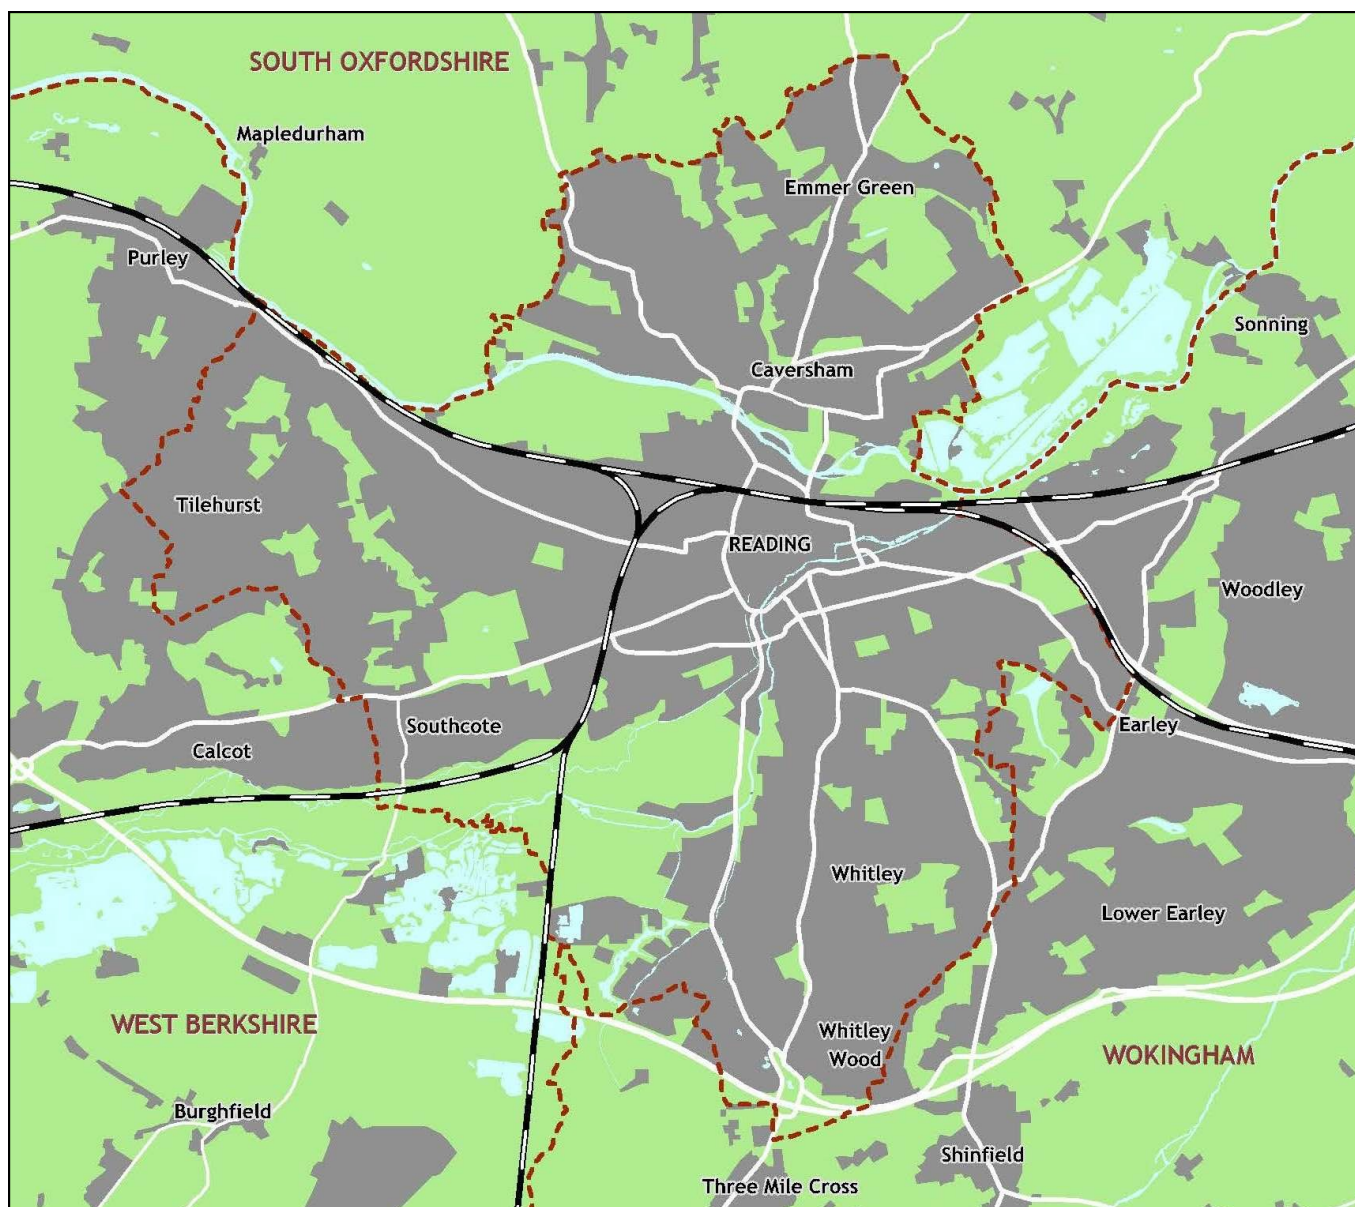 SOUTH OXFORDSHIRE
Mapledurham
Emmer Green
Purley
Sonning
Caversham
Tilehurst
READING
Woodley
Southcote
Earley
Calcot
Whitley
Lower Earley
WEST BERKSHIRE
Whitley
Wood
WOKINGHAM
Burghfield
Shinfield
Three Mile Cross